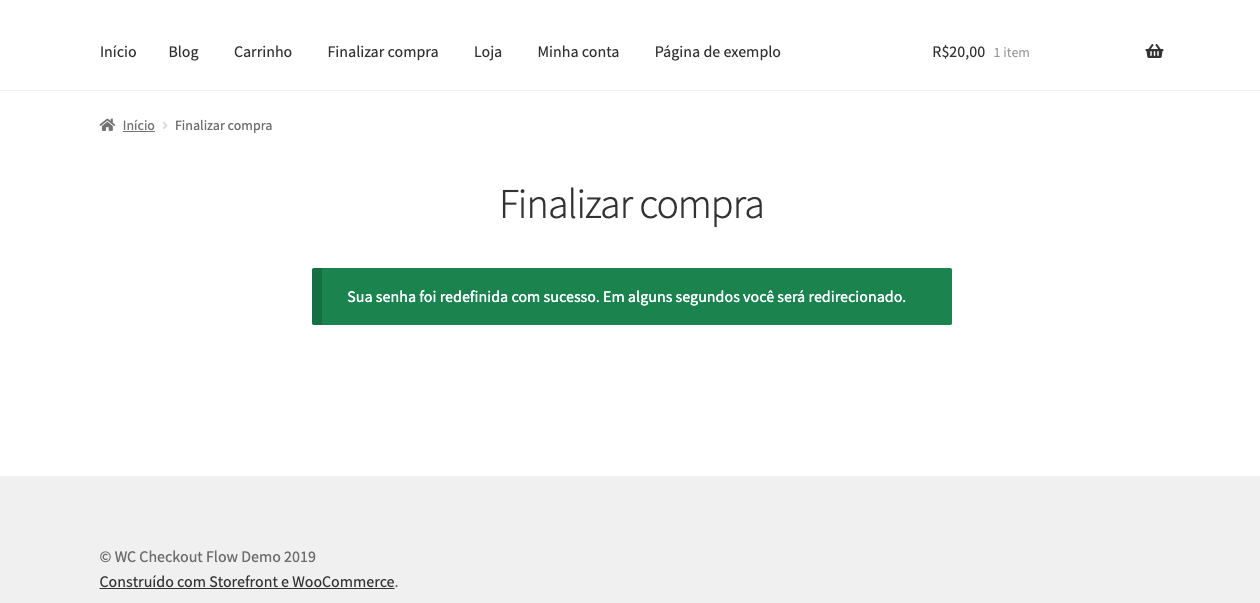 Início Blog Carrinho Finalizar compra Loja Minha conta Página de exemplo R$20,00 1 item
Início Finalizar compra
Finalizar compra
Sua senha foi redefinida com sucesso. Em alguns segundos você será redirecionado.
© WC Checkout Flow Demo 2019
Construído com Storefront e WooCommerce.